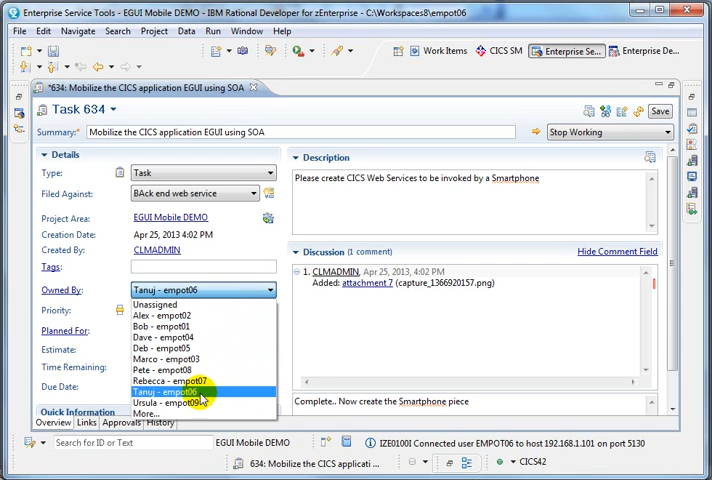 Enterprise Service Tools - EGUI Mobile DEMO - IBM Rational Developer for zEnterprise - C:\Workspaces8\empot06
File Edit Navigate Search Project Data Run Window Help
Work Items CICS SM Enterprise Se... Enterprise De...
*634: Mobilize the CICS application EGUI using SOA
Task 634 Save
Summary:* Mobilize the CICS application EGUI using SOA Stop Working
Details
Type: Task
Filed Against: BAck end web service
Project Area: EGUI Mobile DEMO
Creation Date: Apr 25, 2013 4:02 PM
Created By: CLMADMIN
Tags:
Owned By: Tanuj - empot06
Priority:
Planned For:
Estimate:
Time Remaining:
Due Date:
Unassigned
Alex - empot02
Bob - empot01
Dave - empot04
Deb - empot05
Marco - empot03
Pete - empot08
Rebecca - empot07
Tanuj - empot06
Ursula - empot09
More...
Quick Information
Overview Links Approvals History
Description
Please create CICS Web Services to be invoked by a Smartphone
Discussion (1 comment) Hide Comment Field
1. CLMADMIN, Apr 25, 2013, 4:02 PM
Added: attachment 7 (capture_1366920157.png)
Complete.. Now create the Smartphone piece
Search for ID or Text EGUI Mobile DEMO IZE0100I Connected user EMPOT06 to host 192.168.1.101 on port 5130
634: Mobilize the CICS applicati ... CICS42